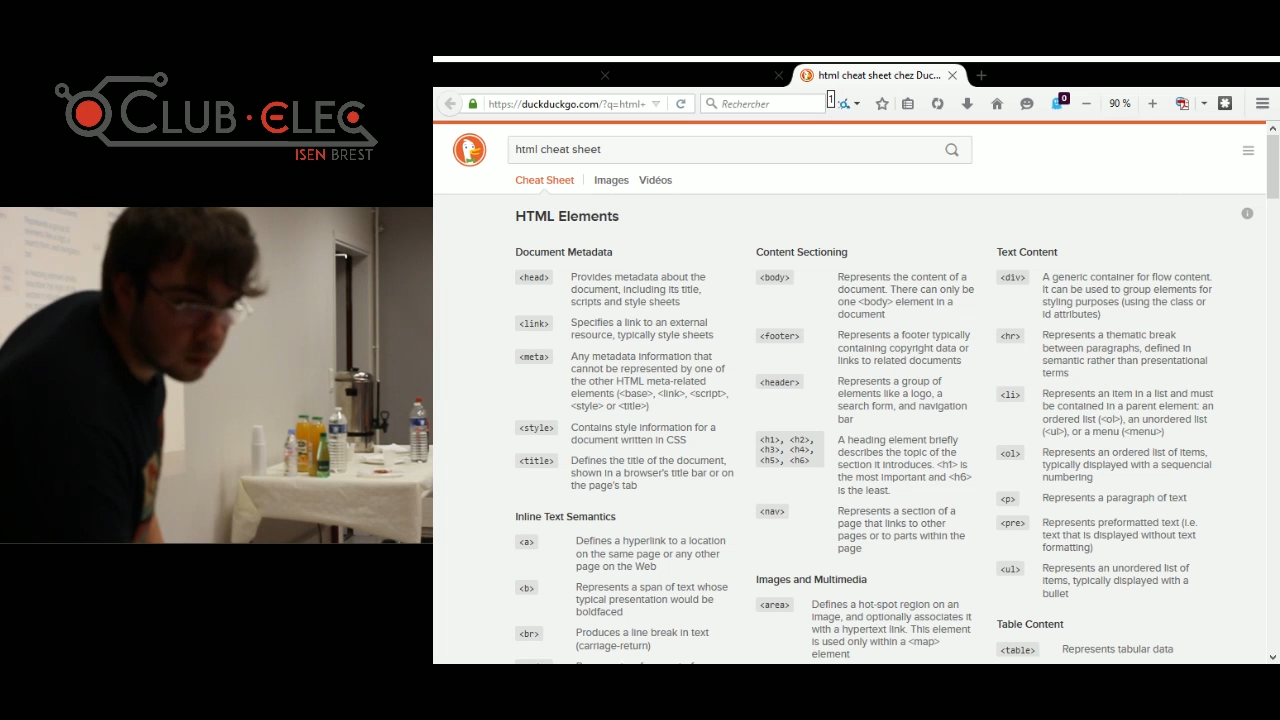 CLUB·ELEC
ISEN BREST
html cheat sheet chez Duc...
https://duckduckgo.com/?q=html+
Rechercher
1
0
90 %
html cheat sheet
Cheat Sheet
Images
Vidéos
HTML Elements
Document Metadata
<head>
Provides metadata about the
document, including its title,
scripts and style sheets
<link>
Specifies a link to an external
resource, typically style sheets
<meta>
Any metadata information that
cannot be represented by one of
the other HTML meta-related
elements (<base>, <link>, <script>,
<style> or <title>)
<style>
Contains style information for a
document written in CSS
<title>
Defines the title of the document,
shown in a browser's title bar or on
the page's tab
Inline Text Semantics
<a>
Defines a hyperlink to a location
on the same page or any other
page on the Web
<b>
Represents a span of text whose
typical presentation would be
boldfaced
<br>
Produces a line break in text
(carriage-return)
Content Sectioning
<body>
Represents the content of a
document. There can only be
one <body> element in a
document
<footer>
Represents a footer typically
containing copyright data or
links to related documents
<header>
Represents a group of
elements like a logo, a
search form, and navigation
bar
<h1>, <h2>,
<h3>, <h4>,
<h5>, <h6>
A heading element briefly
describes the topic of the
section it introduces. <h1> is
the most important and <h6>
is the least.
<nav>
Represents a section of a
page that links to other
pages or to parts within the
page
Images and Multimedia
<area>
Defines a hot-spot region on an
image, and optionally associates it
with a hypertext link. This element
is used only within a <map>
element
Text Content
<div>
A generic container for flow content.
It can be used to group elements for
styling purposes (using the class or
id attributes)
<hr>
Represents a thematic break
between paragraphs, defined in
semantic rather than presentational
terms
<li>
Represents an item in a list and must
be contained in a parent element: an
ordered list (<ol>), an unordered list
(<ul>), or a menu (<menu>)
<ol>
Represents an ordered list of items,
typically displayed with a sequencial
numbering
<p>
Represents a paragraph of text
<pre>
Represents preformatted text (i.e.
text that is displayed without text
formatting)
<ul>
Represents an unordered list of
items, typically displayed with a
bullet
Table Content
<table>
Represents tabular data